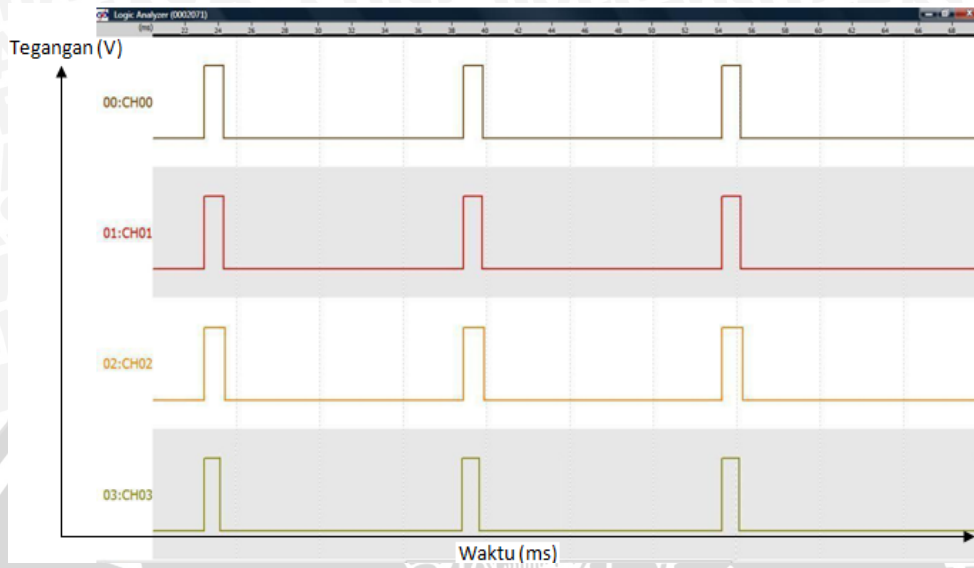 Logic Analyzer (0002071)
(ms) 22 24 26 28 30 32 34 36 38 40 42 44 46 48 50 52 54 56 58 60 62 64 66 68
Tegangan (V)
00:CH00
01:CH01
02:CH02
03:CH03
Waktu (ms)